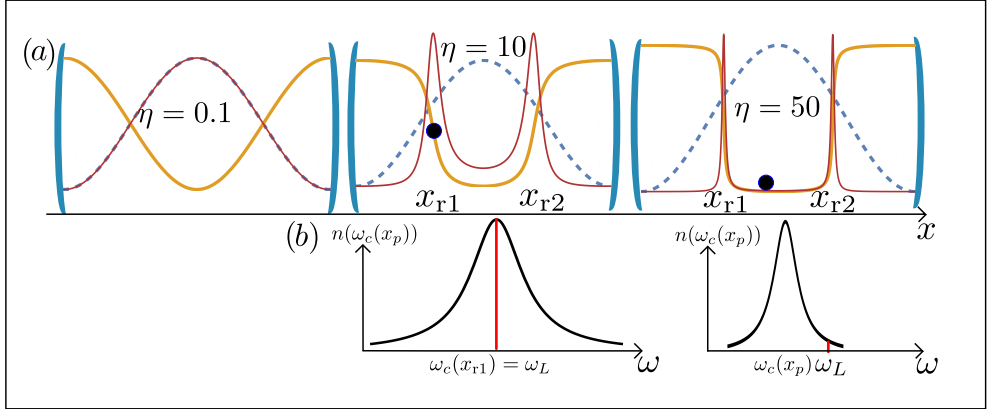 (a)
η = 0.1
η = 10
η = 50
x_r1 x_r2
x_r1 x_r2
x
(b)
n(ω_c(x_p))
n(ω_c(x_p))
ω_c(x_r1) = ω_L
ω
ω_c(x_p) ω_L
ω